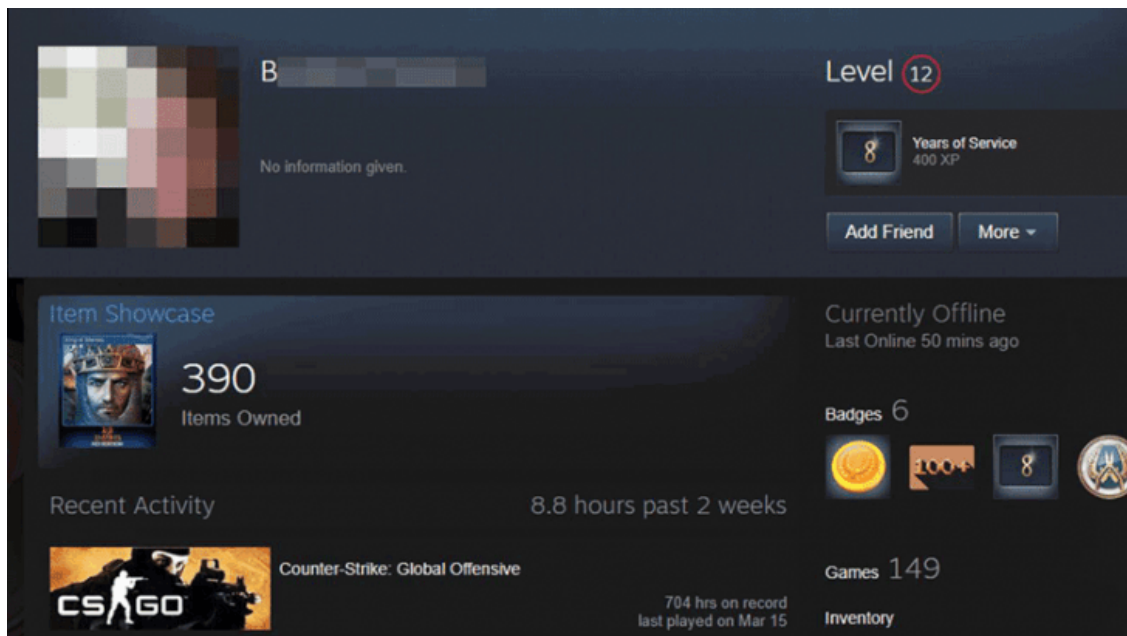 B
Level 12
8
Years of Service
400 XP
No information given.
Add Friend
More
Item Showcase
390
Items Owned
Currently Offline
Last Online 50 mins ago
Badges 6
100+
8
Recent Activity
8.8 hours past 2 weeks
CS GO
Counter-Strike: Global Offensive
704 hrs on record
last played on Mar 15
Games 149
Inventory